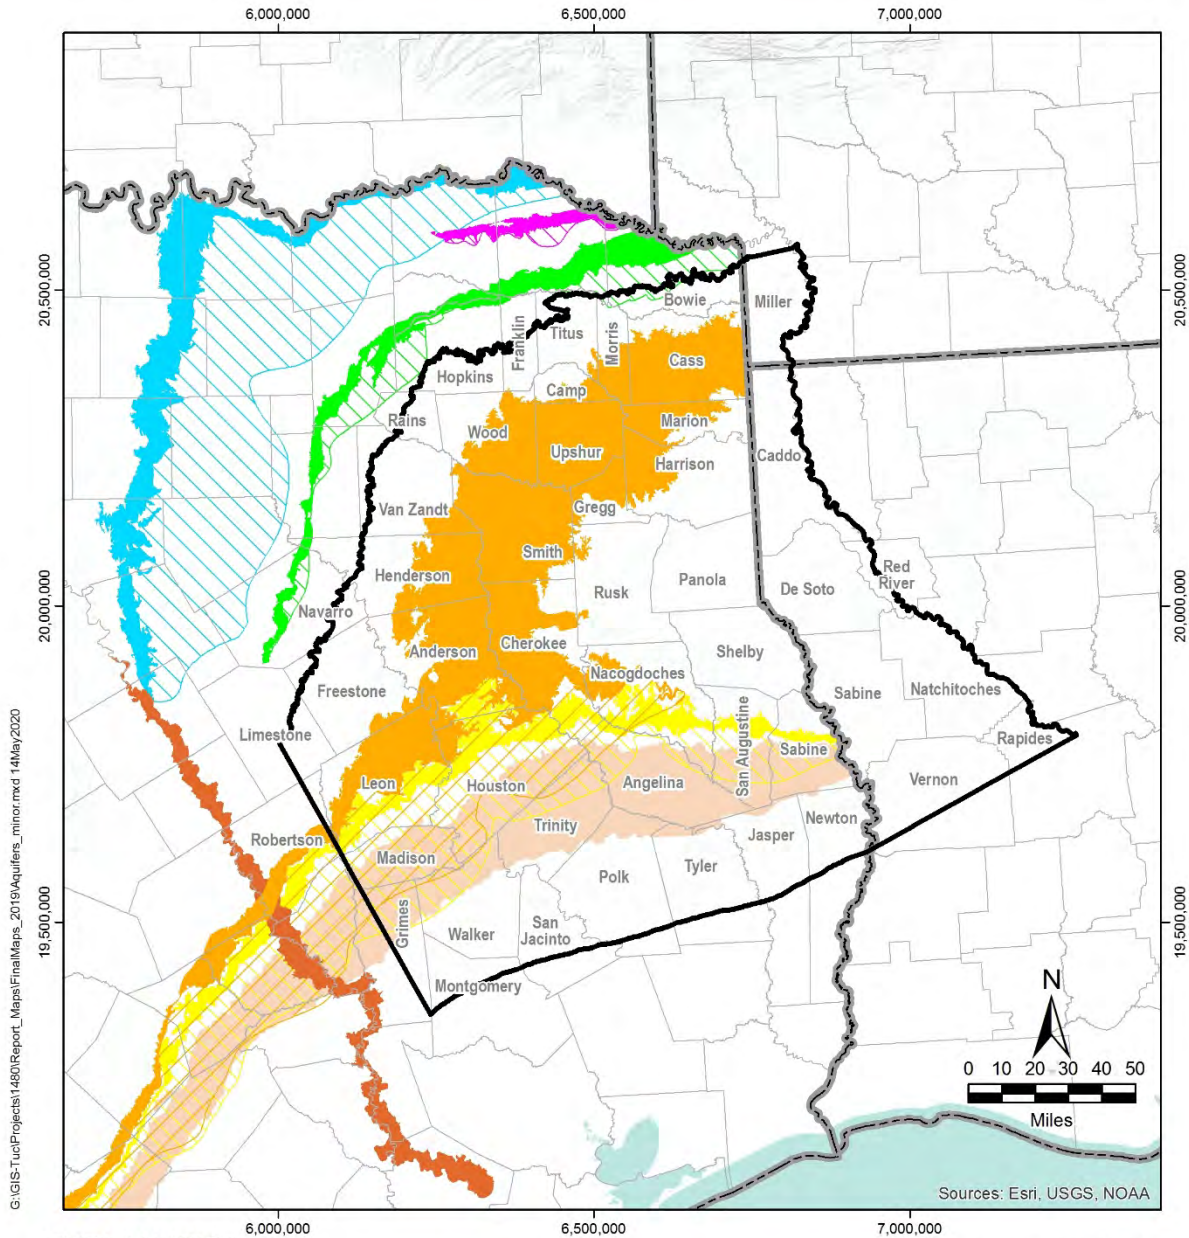 6,000,000
6,500,000
7,000,000
20,500,000
20,500,000
Bowie
Miller
Titus
Franklin
Morris
Hopkins
Cass
Camp
Rains
Marion
Wood
Upshur
Caddo
Harrison
Van Zandt
Gregg
Smith
Henderson
Red
River
Panola
De Soto
Rusk
20,000,000
20,000,000
Navarro
Cherokee
Anderson
Shelby
Nacogdoches
Freestone
Sabine
Natchitoches
Limestone
San Augustine
Rapides
Sabine
Leon
Houston
Angelina
Vernon
Newton
Trinity
Jasper
Robertson
Madison
Tyler
Polk
19,500,000
19,500,000
Grimes
Walker
San
Jacinto
Montgomery
N
0 10 20 30 40 50
Miles
Sources: Esri, USGS, NOAA
6,000,000
6,500,000
7,000,000
G:\GIS-Tuc\Projects\1480\Report_Maps\FinalMaps_2019\Aquifers_minor.mxd 14May2020